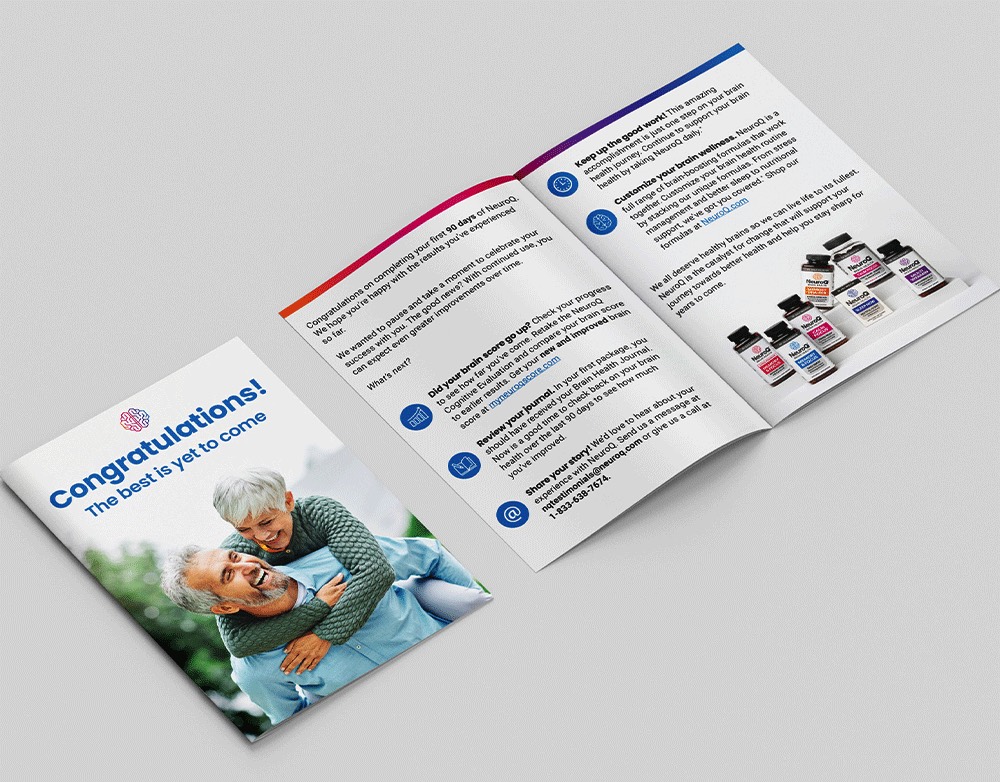 Congratulations!
The best is yet to come
Congratulations on completing your first 90 days of NeuroQ.
We hope you're happy with the results you've experienced
so far.
We wanted to pause and take a moment to celebrate your
success with you. The good news? With continued use, you
can expect even greater improvements over time.
What's next?
Did your brain score go up? Check your progress
to see how far you've come. Retake the NeuroQ
Cognitive Evaluation and compare your brain score
to earlier results. Get your new and improved brain
score at myneuroqscore.com
Review your journal. In your first package, you
should have received your Brain Health Journal.
Now is a good time to check back on your brain
health over the last 90 days to see how much
you've improved.
Share your story! We'd love to hear about your
experience with NeuroQ. Send us a message at
nqtestimonials@neuroq.com or give us a call at
1-833-638-7674.
Keep up the good work! This amazing
accomplishment is just one step on your brain
health journey. Continue to support your brain
health by taking NeuroQ daily.*
Customize your brain wellness. NeuroQ is a
full range of brain-boosting formulas that work
together. Customize your brain health routine
by stacking our unique formulas. From stress
management and better sleep to nutritional
support, we've got you covered.* Shop our
formulas at NeuroQ.com
We all deserve healthy brains so we can live life to its fullest.
NeuroQ is the catalyst for change that will support your
journey towards better health and help you stay sharp for
years to come.
NeuroQ
NeuroQ
NeuroQ
NeuroQ
NeuroQ
NeuroQ
NeuroQ